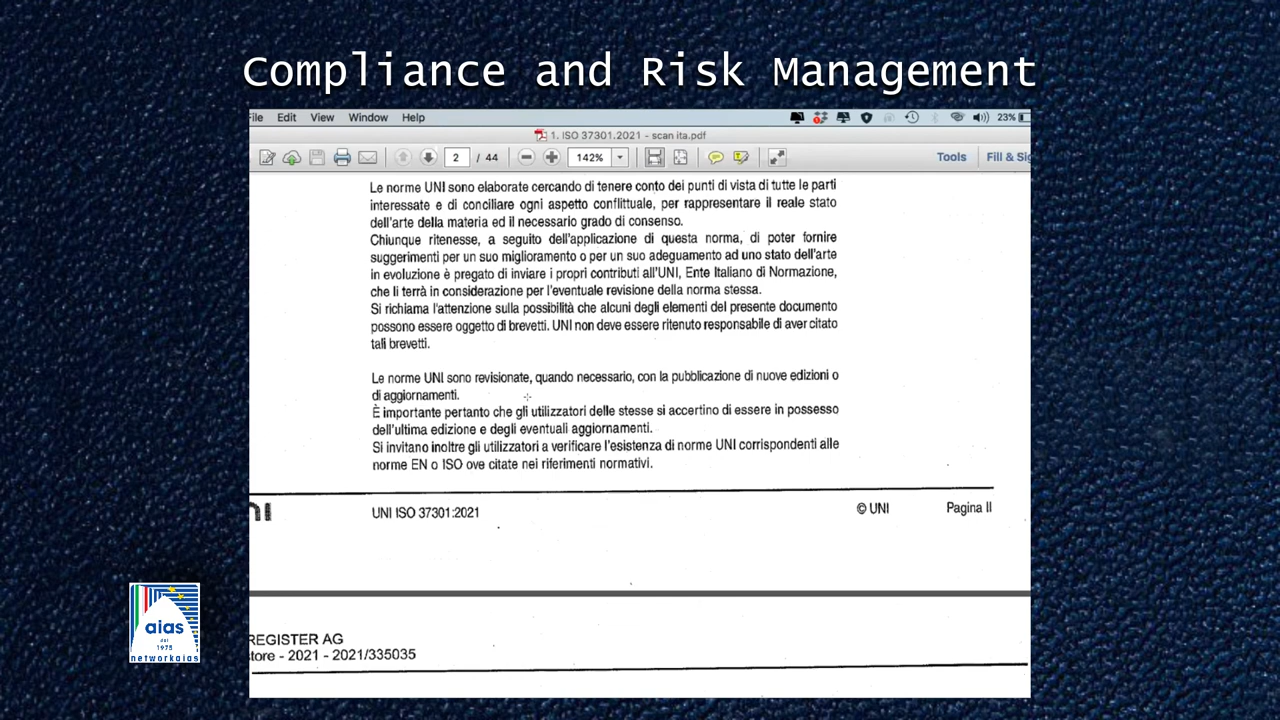 Compliance and Risk Management
File Edit View Window Help
23%
1. ISO 37301.2021 - scan ita.pdf
2 / 44
142%
Tools Fill & Sig
Le norme UNI sono elaborate cercando di tenere conto dei punti di vista di tutte le parti
interessate e di conciliare ogni aspetto conflittuale, per rappresentare il reale stato
dell'arte della materia ed il necessario grado di consenso.
Chiunque ritenesse, a seguito dell'applicazione di questa norma, di poter fornire
suggerimenti per un suo miglioramento o per un suo adeguamento ad uno stato dell'arte
in evoluzione è pregato di inviare i propri contributi all'UNI, Ente Italiano di Normazione,
che li terrà in considerazione per l'eventuale revisione della norma stessa.
Si richiama l'attenzione sulla possibilità che alcuni degli elementi del presente documento
possono essere oggetto di brevetti. UNI non deve essere ritenuto responsabile di aver citato
tali brevetti.
Le norme UNI sono revisionate, quando necessario, con la pubblicazione di nuove edizioni o
di aggiornamenti.
È importante pertanto che gli utilizzatori delle stesse si accertino di essere in possesso
dell'ultima edizione e degli eventuali aggiornamenti.
Si invitano inoltre gli utilizzatori a verificare l'esistenza di norme UNI corrispondenti alle
norme EN o ISO ove citate nei riferimenti normativi.
UNI ISO 37301:2021
© UNI
Pagina II
REGISTER AG
tore - 2021 - 2021/335035
aias
dal
1975
networkaias